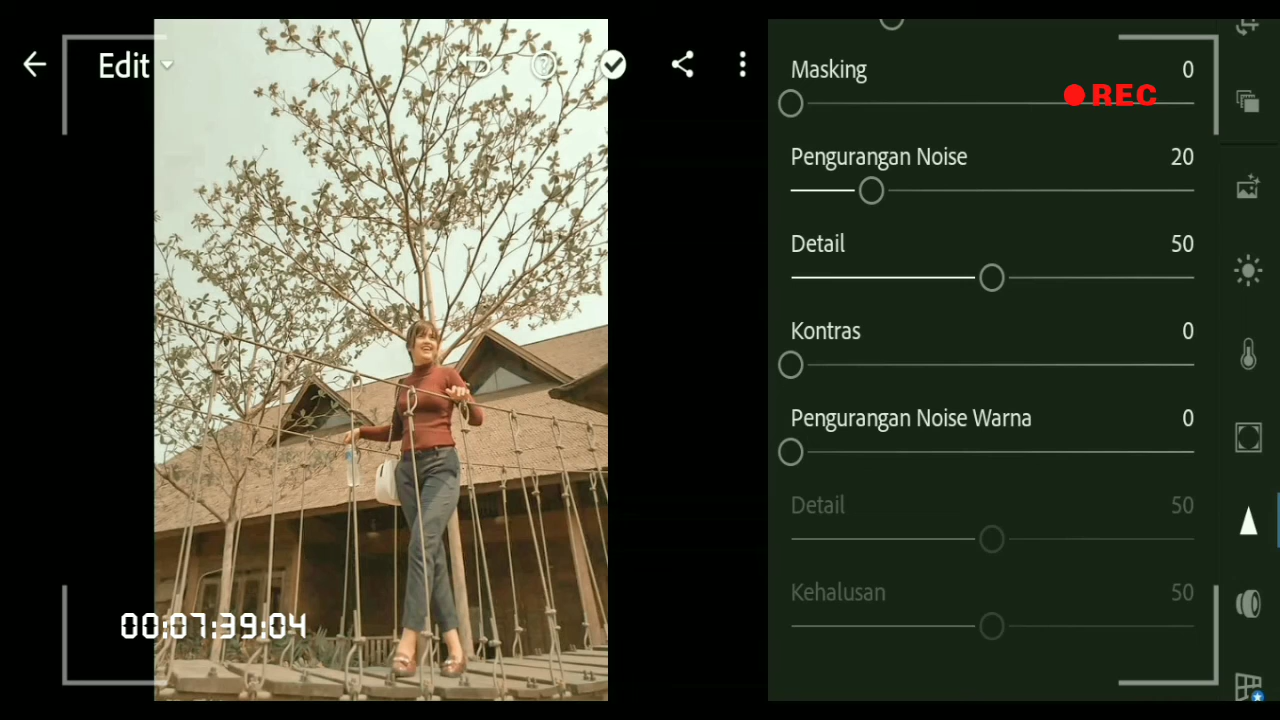 Edit
Masking 0
REC
Pengurangan Noise 20
Detail 50
Kontras 0
Pengurangan Noise Warna 0
Detail 50
Kehalusan 50
00:07:39:04